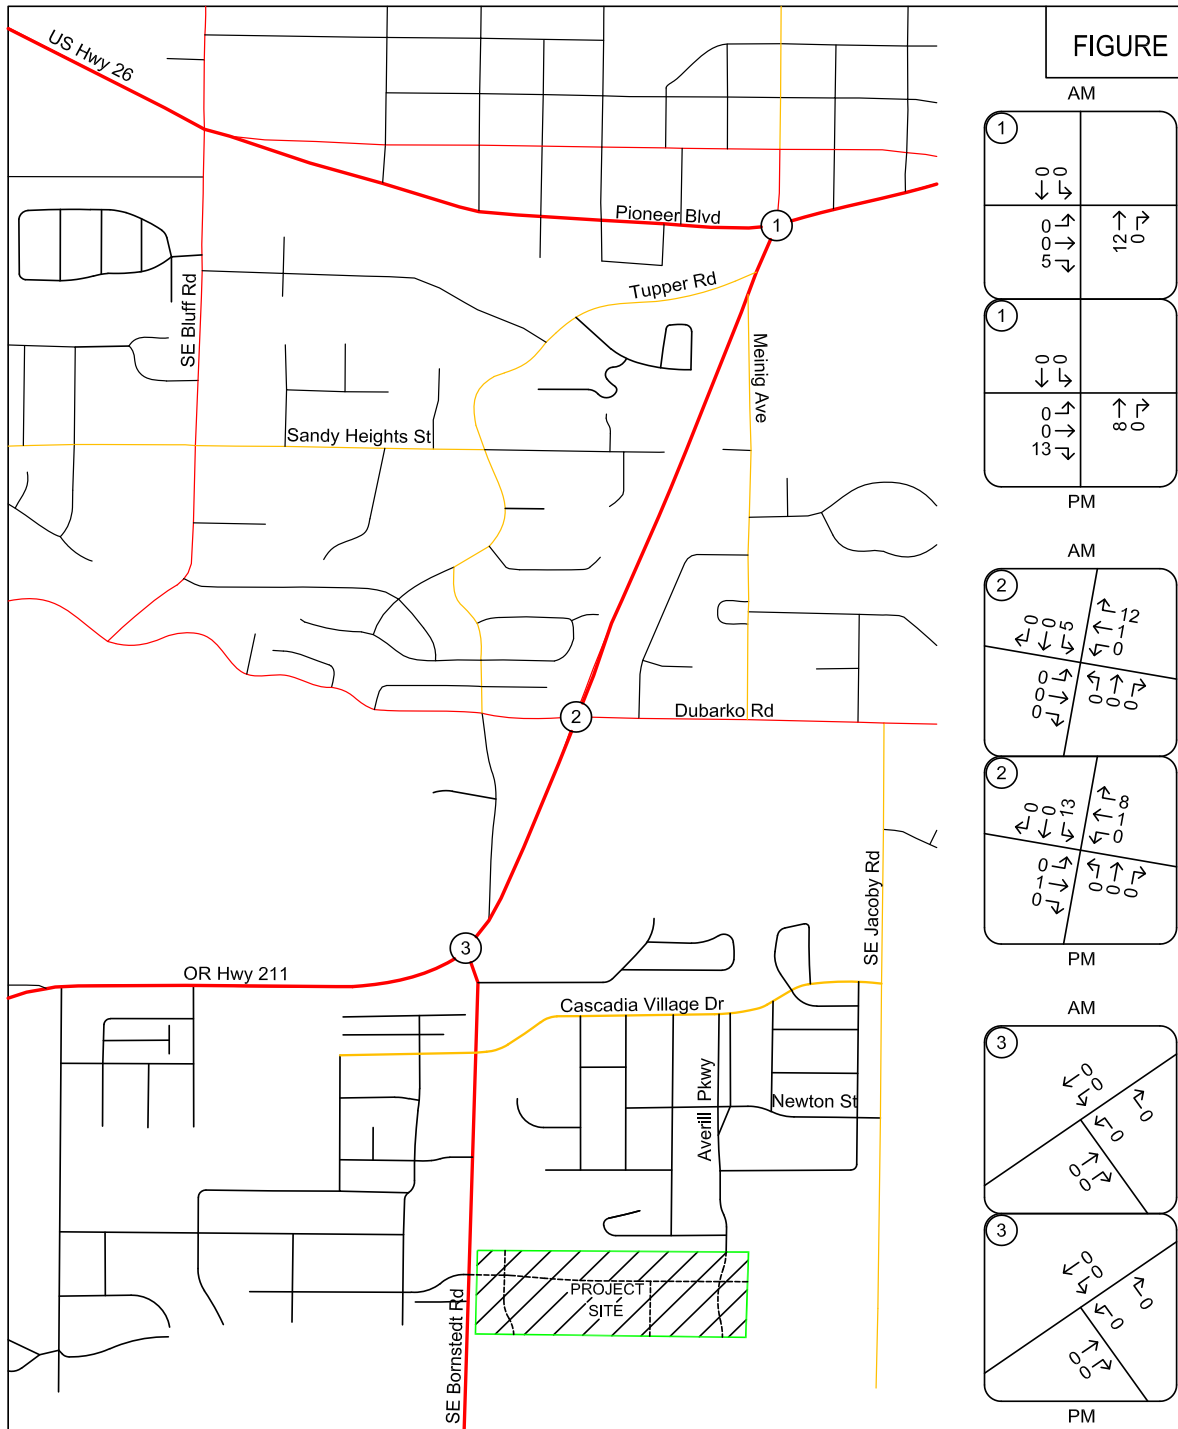 US Hwy 26
FIGURE
Pioneer Blvd
1
Tupper Rd
SE Bluff Rd
Meinig Ave
Sandy Heights St
2
Dubarko Rd
SE Jacoby Rd
3
OR Hwy 211
Cascadia Village Dr
Averill Pkwy
Newton St
PROJECT
SITE
SE Bornstedt Rd
AM
1
0 0
0
0
5
12 0
1
0 0
0
0
13
8 0
PM
AM
2
0 0 5
12
1
0
0
0
0
0 0 0
2
0 0 13
8
1
0
0
1
0
0 0 0
PM
AM
3
0
0
0
0
0
0
3
0
0
0
0
0
0
PM